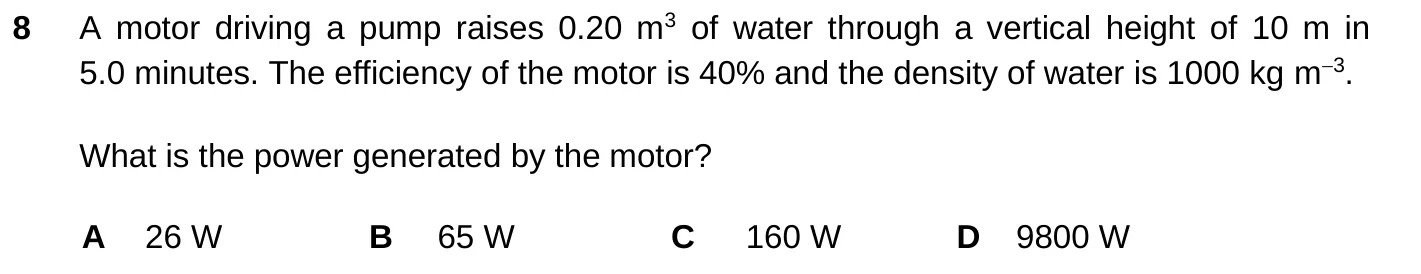 8 A motor driving a pump raises 0.20 m³ of water through a vertical height of 10 m in
5.0 minutes. The efficiency of the motor is 40% and the density of water is 1000 kg m⁻³.
What is the power generated by the motor?
A 26 W B 65 W C 160 W D 9800 W